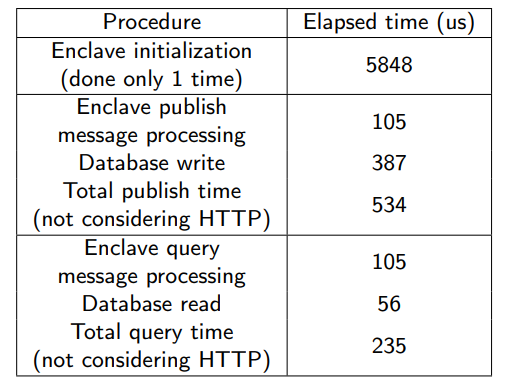 Procedure Elapsed time (us)
Enclave initialization
(done only 1 time) 5848
Enclave publish
message processing 105
Database write 387
Total publish time
(not considering HTTP) 534
Enclave query
message processing 105
Database read 56
Total query time
(not considering HTTP) 235